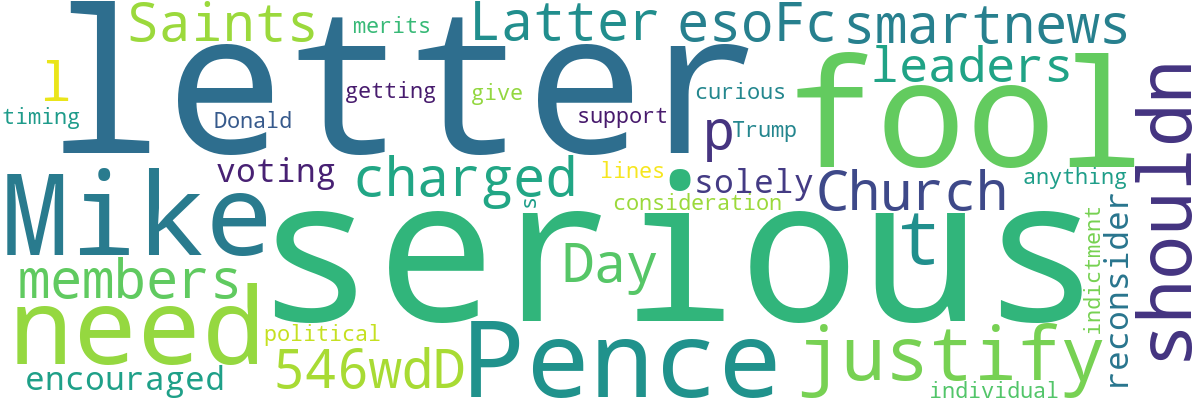 Saints
merits
Latter
esoFc
smartnews
letter
fool
leaders
l
getting
give
curious
timing
Donald
support
p
Trump
shouldn
voting
charged
lines
solely
Church
anything
Mike
s
consideration
t
serious
Day
members
need
indictment
reconsider
political
546wdD
Pence
justify
encouraged
individual